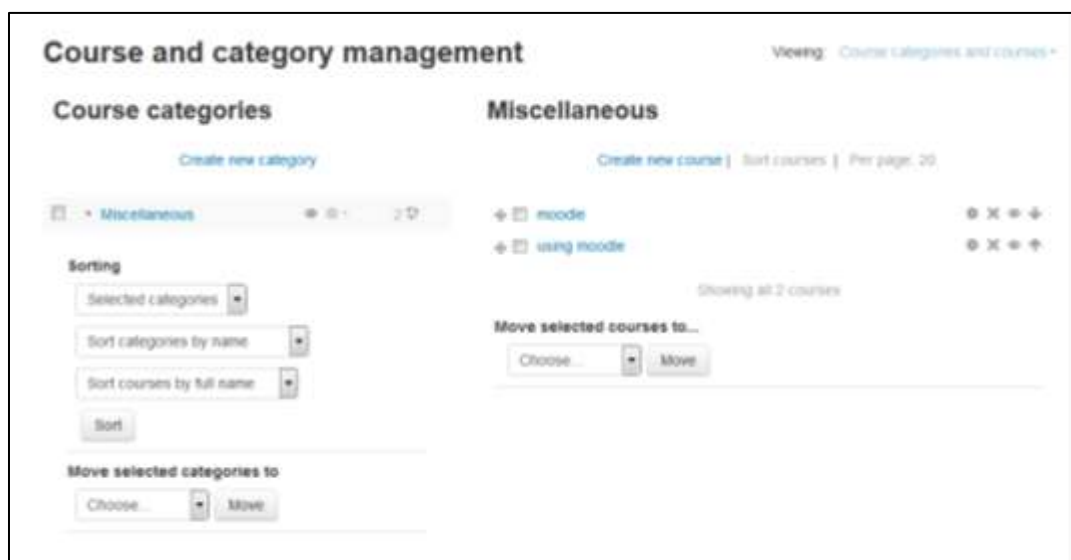 Course and category management
Viewing: Course categories and courses
Course categories
Create new category
Miscellaneous
2
Sorting
Selected categories
Sort categories by name
Sort courses by full name
Sort
Move selected categories to
Choose...
Move
Miscellaneous
Create new course | Sort courses | Per page: 20
moodle
using moodle
Showing all 2 courses
Move selected courses to...
Choose...
Move